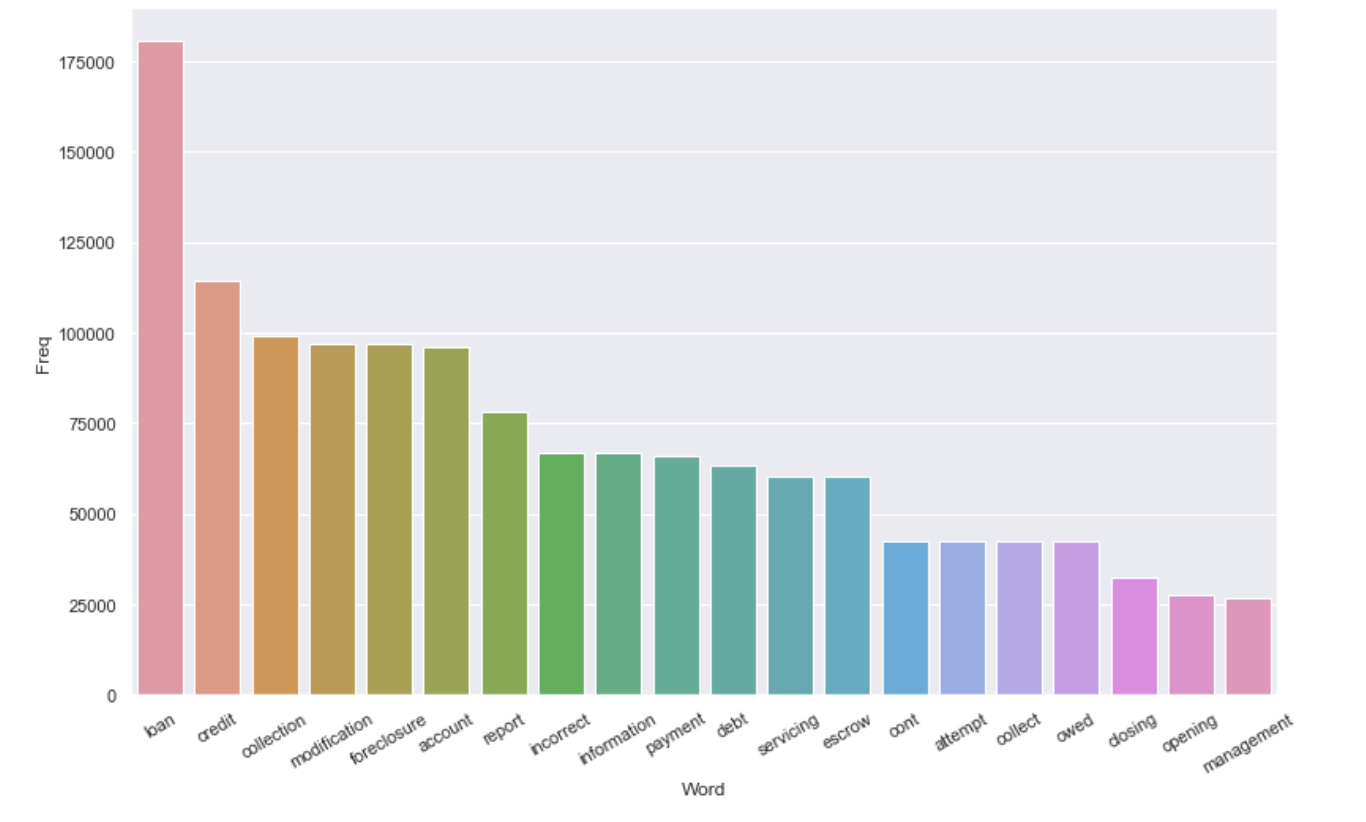 175000
150000
125000
100000
75000
50000
25000
0
Freq
loan
credit
collection
modification
foreclosure
account
report
incorrect
information
payment
debt
servicing
escrow
cont
attempt
collect
owed
closing
opening
management
Word